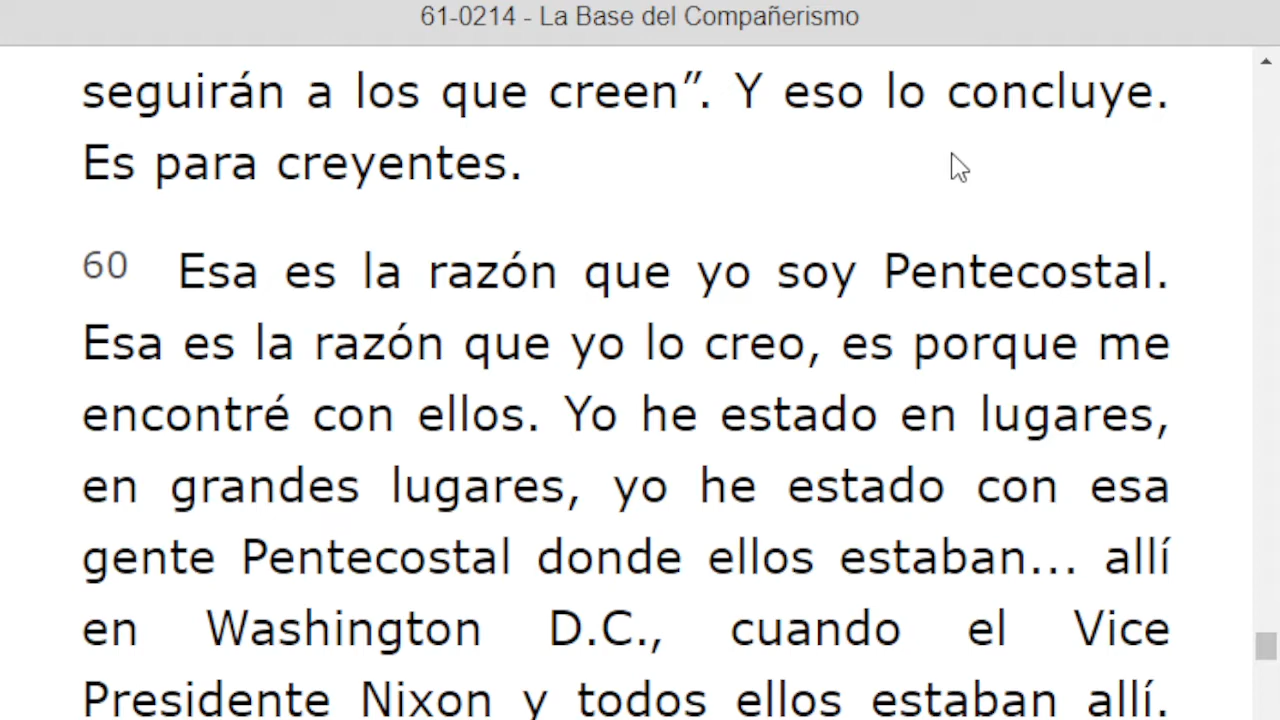 61-0214 - La Base del Compañerismo
seguirán a los que creen”. Y eso lo concluye.
Es para creyentes.
60 Esa es la razón que yo soy Pentecostal.
Esa es la razón que yo lo creo, es porque me
encontré con ellos. Yo he estado en lugares,
en grandes lugares, yo he estado con esa
gente Pentecostal donde ellos estaban... allí
en Washington D.C., cuando el Vice
Presidente Nixon y todos ellos estaban allí.